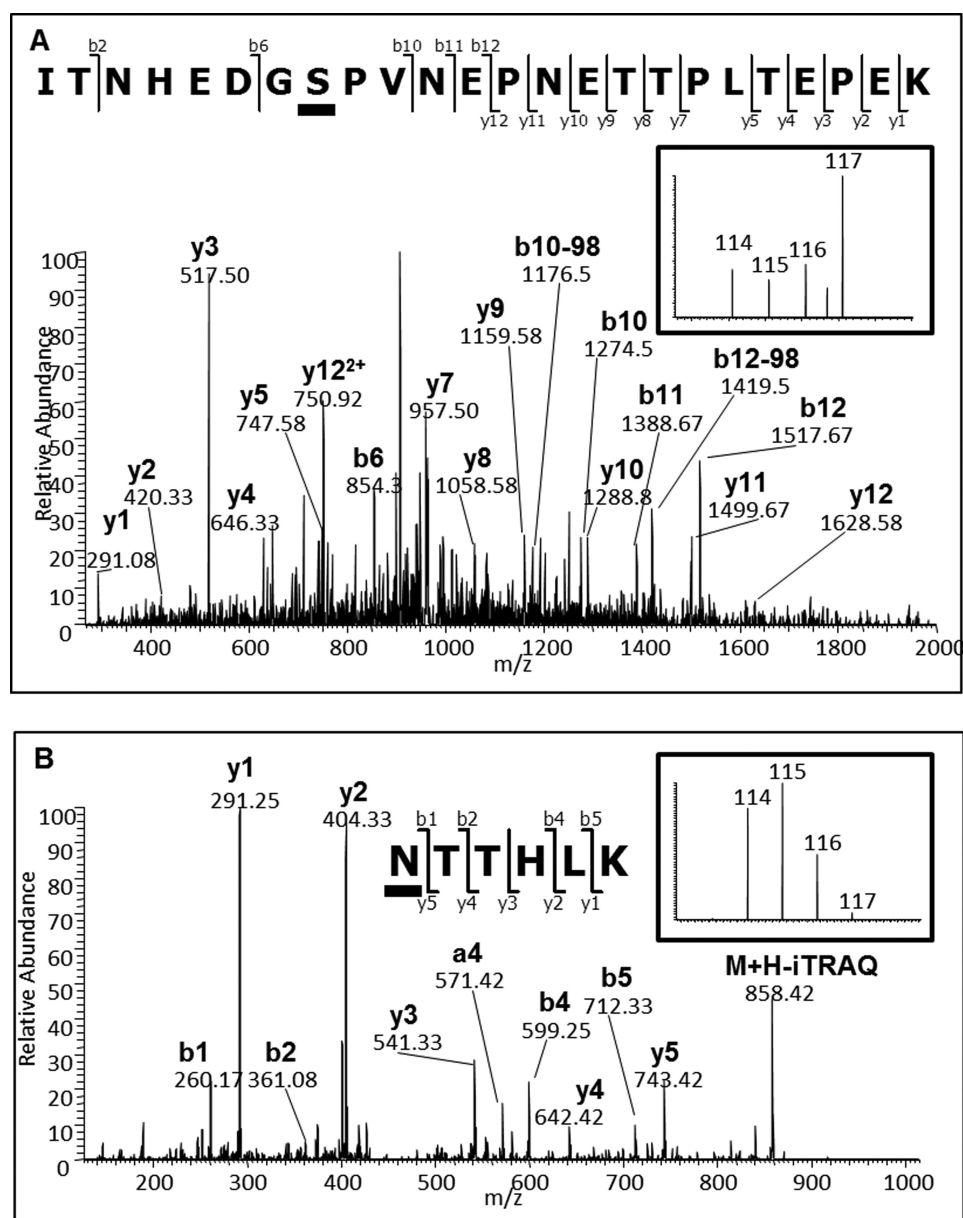 A
b2 b6 b10 b11 b12
I T N H E D G S P V N E P N E T T P L T E P E K
y12 y11 y10 y9 y8 y7 y5 y4 y3 y2 y1
117
114
115
116
y3
517.50
b10-98
1176.5
y9
1159.58
b10
1274.5
b12-98
1419.5
y12²⁺
750.92
y5
747.58
y7
957.50
b11
1388.67
b12
1517.67
y2
420.33
b6
854.3
y8
1058.58
y10
1288.8
y11
1499.67
y12
1628.58
y4
646.33
y1
291.08
Relative Abundance
100
90
80
70
60
50
40
30
20
10
0
400 600 800 1000 1200 1400 1600 1800 2000
m/z
B
y1
291.25
y2
404.33
b1 b2 b4 b5
N T T H L K
y5 y4 y3 y2 y1
115
114
116
117
M+H-iTRAQ
858.42
a4
571.42
b5
712.33
b4
599.25
y3
541.33
y5
743.42
b1
260.17
b2
361.08
y4
642.42
Relative Abundance
100
90
80
70
60
50
40
30
20
10
0
200 300 400 500 600 700 800 900 1000
m/z